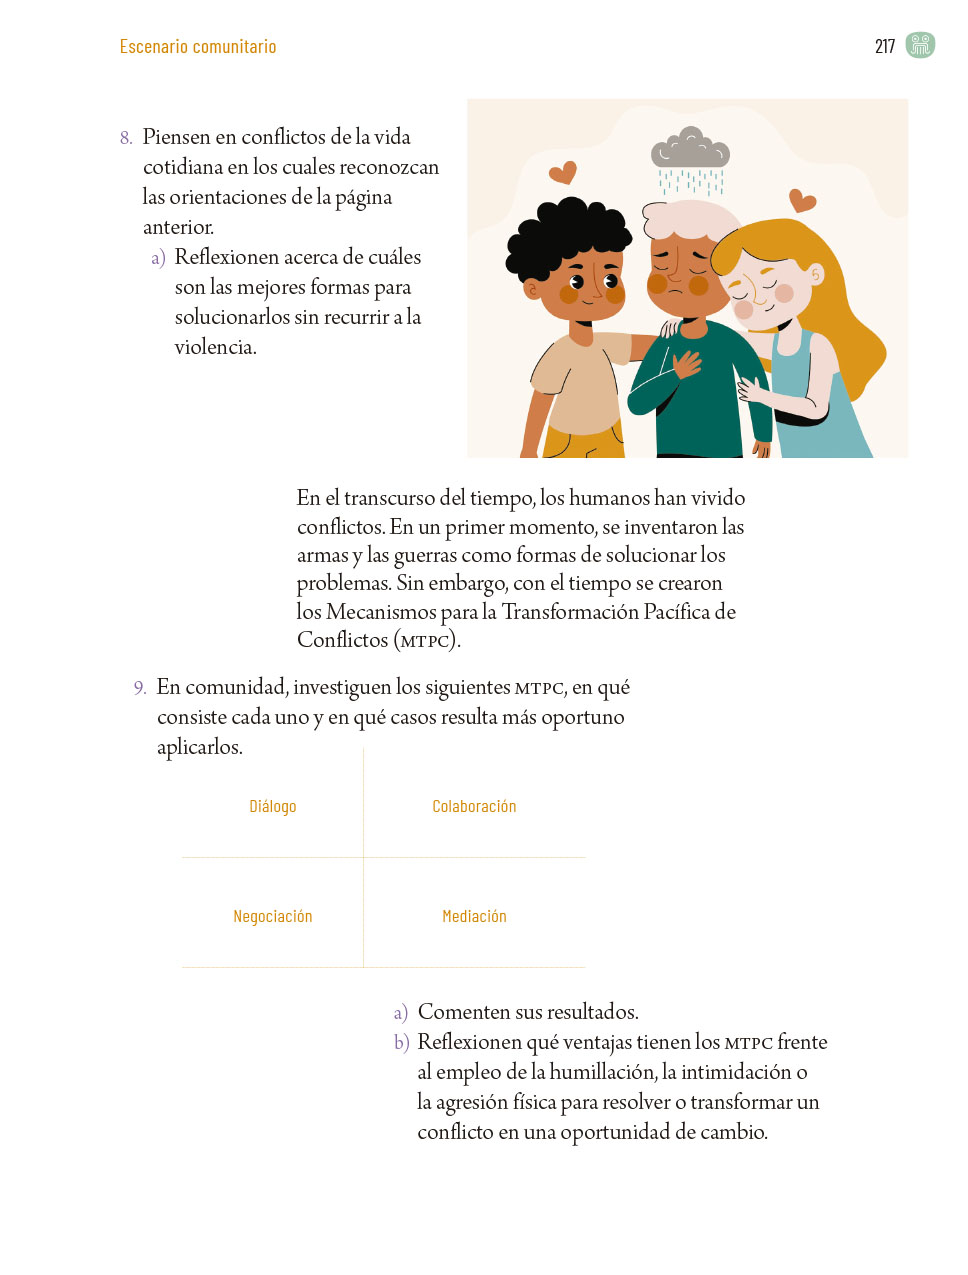 Escenario comunitario
217
8. Piensen en conflictos de la vida
cotidiana en los cuales reconozcan
las orientaciones de la página
anterior.
a) Reflexionen acerca de cuáles
son las mejores formas para
solucionarlos sin recurrir a la
violencia.
En el transcurso del tiempo, los humanos han vivido
conflictos. En un primer momento, se inventaron las
armas y las guerras como formas de solucionar los
problemas. Sin embargo, con el tiempo se crearon
los Mecanismos para la Transformación Pacífica de
Conflictos (MTPC).
9. En comunidad, investiguen los siguientes MTPC, en qué
consiste cada uno y en qué casos resulta más oportuno
aplicarlos.
Diálogo
Colaboración
Negociación
Mediación
a) Comenten sus resultados.
b) Reflexionen qué ventajas tienen los MTPC frente
al empleo de la humillación, la intimidación o
la agresión física para resolver o transformar un
conflicto en una oportunidad de cambio.